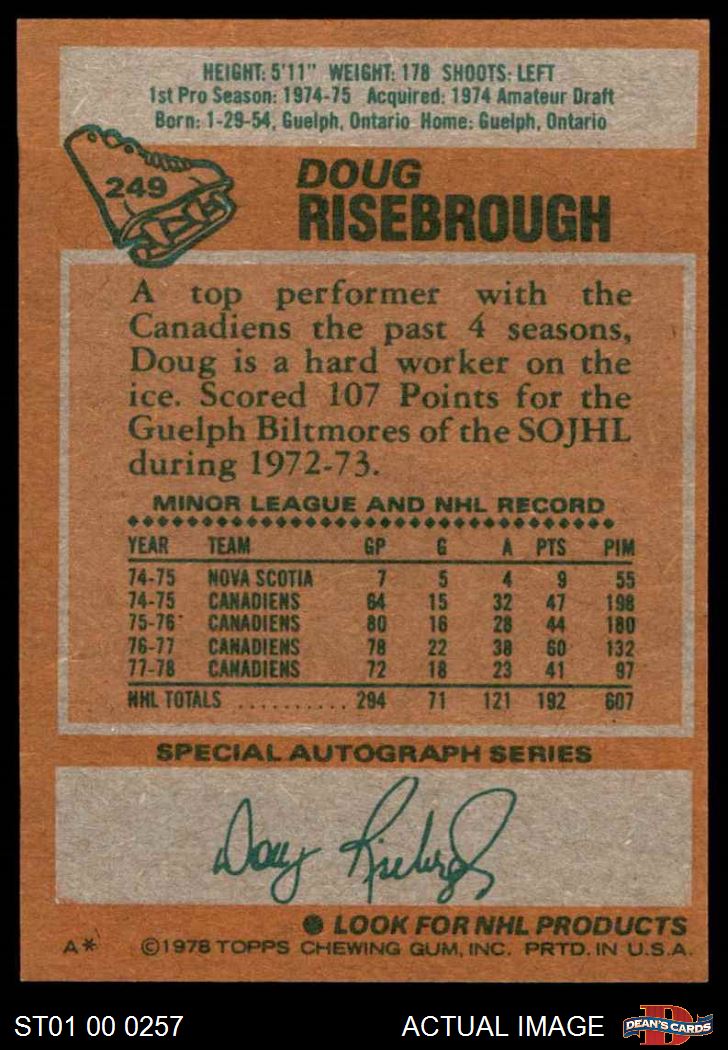 HEIGHT: 5'11" WEIGHT: 178 SHOOTS: LEFT
1st Pro Season: 1974-75 Acquired: 1974 Amateur Draft
Born: 1-29-54, Guelph, Ontario Home: Guelph, Ontario
249
DOUG
RISEBROUGH
A top performer with the
Canadiens the past 4 seasons,
Doug is a hard worker on the
ice. Scored 107 Points for the
Guelph Biltmores of the SOJHL
during 1972-73.
MINOR LEAGUE AND NHL RECORD
YEAR TEAM GP G A PTS PIM
74-75 NOVA SCOTIA 7 5 4 9 55
74-75 CANADIENS 64 15 32 47 198
75-76 CANADIENS 80 16 28 44 180
76-77 CANADIENS 78 22 38 60 132
77-78 CANADIENS 72 18 23 41 97
NHL TOTALS .......... 294 71 121 192 607
SPECIAL AUTOGRAPH SERIES
Doug Risebrough
LOOK FOR NHL PRODUCTS
A* ©1978 TOPPS CHEWING GUM, INC. PRTD. IN U.S.A.
ST01 00 0257 ACTUAL IMAGE D DEAN'S CARDS